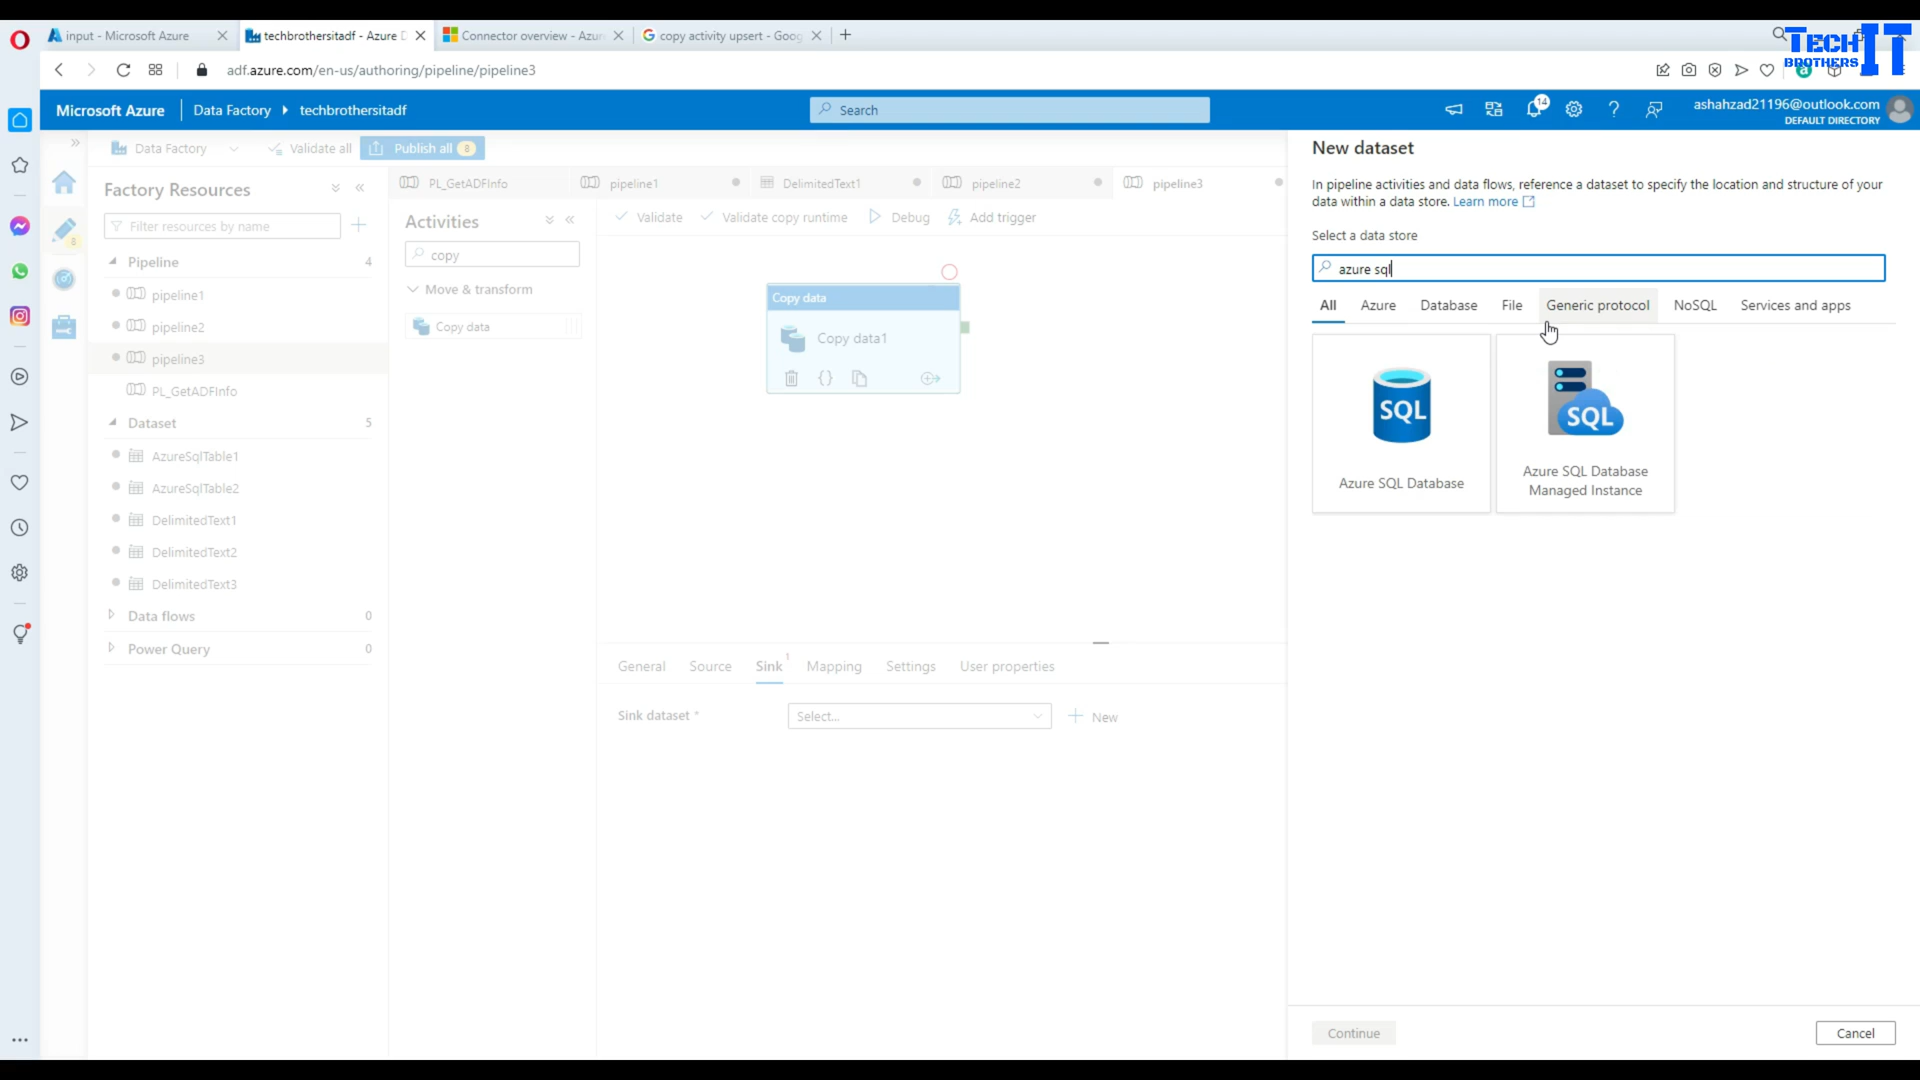 input - Microsoft Azure
techbrothersitadf - Azure D
Connector overview - Azur
copy activity upsert - Goog
TECH IT
BROTHERS
adf.azure.com/en-us/authoring/pipeline/pipeline3
Microsoft Azure
Data Factory
techbrothersitadf
Search
14
ashahzad21196@outlook.com
DEFAULT DIRECTORY
Data Factory
Validate all
Publish all
8
Factory Resources
Filter resources by name
8
Pipeline
4
pipeline1
pipeline2
pipeline3
PL_GetADFInfo
Dataset
5
AzureSqlTable1
AzureSqlTable2
DelimitedText1
DelimitedText2
DelimitedText3
Data flows
0
Power Query
0
PL_GetADFInfo
pipeline1
DelimitedText1
pipeline2
pipeline3
Activities
copy
Move & transform
Copy data
Validate
Validate copy runtime
Debug
Add trigger
Copy data
Copy data1
General
Source
Sink
1
Mapping
Settings
User properties
Sink dataset *
Select...
New
New dataset
In pipeline activities and data flows, reference a dataset to specify the location and structure of your
data within a data store. Learn more
Select a data store
azure sql
All
Azure
Database
File
Generic protocol
NoSQL
Services and apps
SQL
Azure SQL Database
SQL
Azure SQL Database
Managed Instance
Continue
Cancel